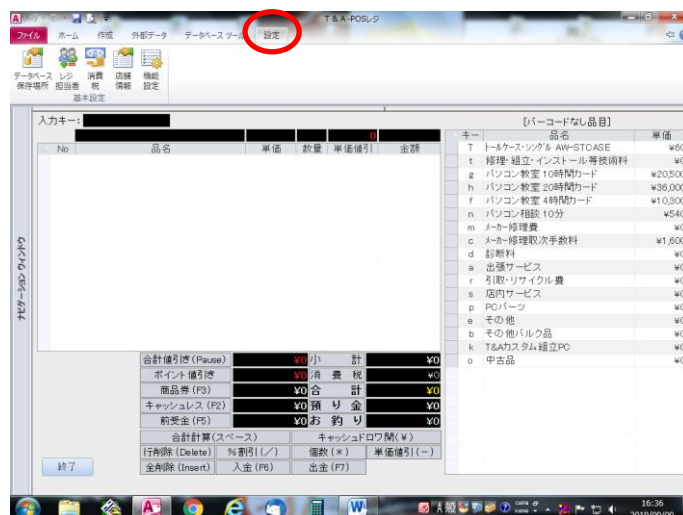 T & A-POSレジ
ファイル ホーム 作成 外部データ データベース ツール 設定
データベース 保存場所 レジ 担当者 消費 税 店舗 情報 機能 設定
基本設定
入力キー:
0
No 品名 単価 数量 単価値引 金額
[バーコードなし品目]
キー 品名 単価
T トールケース・シングル AW-STCASE ¥60
t 修理・組立・インストール等技術料 ¥0
g パソコン教室 10時間カード ¥20,500
h パソコン教室 20時間カード ¥36,000
f パソコン教室 4時間カード ¥10,300
n パソコン相談 10分 ¥540
m メーカー修理費 ¥0
c メーカー修理取次手数料 ¥1,600
d 診断料 ¥0
a 出張サービス ¥0
r 引取・リサイクル費 ¥0
s 店内サービス ¥0
p PCパーツ ¥0
e その他 ¥0
b その他バルク品 ¥0
k T&Aカスタム組立PC ¥0
o 中古品 ¥0
ナビゲーション ウィンドウ
合計値引き(Pause) ¥0 小 計 ¥0
ポイント値引き ¥0 消 費 税 ¥0
商品券(F3) ¥0 合 計 ¥0
キャッシュレス(F2) ¥0 預 り 金 ¥0
前受金(F5) ¥0 お 釣 り ¥0
合計計算(スペース) キャッシュドロワ開(¥)
行削除(Delete) %割引(/) 個数(*) 単価値引(-)
全削除(Insert) 入金(F6) 出金(F7)
終了
16:36